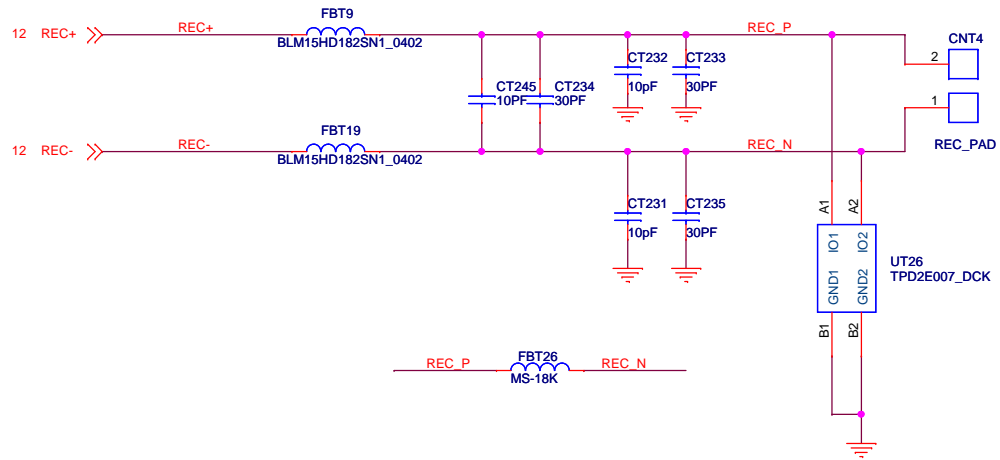 FBT9
12 REC+ REC+
BLM15HD182SN1_0402
REC_P
CNT4
2
CT232
10pF
CT233
30PF
CT245
10PF
CT234
30PF
1
REC_PAD
FBT19
12 REC- REC-
BLM15HD182SN1_0402
REC_N
CT231
10pF
CT235
30PF
A1
A2
IO1
IO2
GND1
GND2
B1
B2
UT26
TPD2E007_DCK
REC_P
FBT26
MS-18K
REC_N